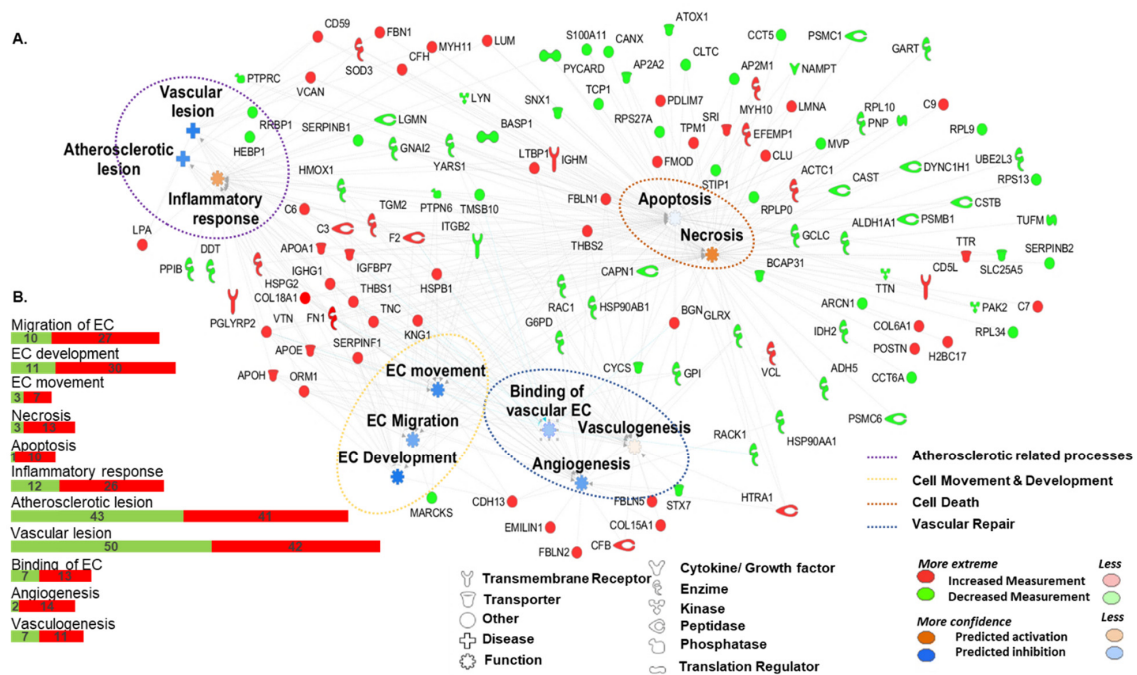 A.
CD59
FBN1
SOD3
CFH
MYH11
LUM
VCAN
PTPRC
Vascular
lesion
Atherosclerotic
lesion
Inflammatory
response
RRBP1
HEBP1
SERPINB1
LYN
LGMN
GNAI2
YARS1
BASP1
HMOX1
S100A11
CANX
ATOX1
PYCARD
AP2A2
CLTC
CCT5
PSMC1
GART
AP2M1
NAMPT
SNX1
TCP1
PDLIM7
MYH10
LMNA
RPS27A
TPM1
SRI
EFEMP1
RPL10
PNP
C9
RPL9
LTBP1
IGHM
FMOD
CLU
MVP
STIP1
ACTC1
CAST
DYNC1H1
UBE2L3
RPS13
PTPN6
TMSB10
FBLN1
Apoptosis
Necrosis
RPLP0
CSTB
ALDH1A1
PSMB1
TUFM
C6
TGM2
C3
F2
ITGB2
LPA
DDT
PPIB
APOA1
IGFBP7
HSPG2
IGHG1
THBS1
HSPB1
COL18A1
TNC
THBS2
CAPN1
GCLC
BCAP31
TTR
SERPINB2
CD5L
SLC25A5
TTN
PGLYRP2
VTN
FN1
KNG1
SERPINF1
APOE
APOH
ORM1
RAC1
HSP90AB1
G6PD
BGN
GLRX
ARCN1
PAK2
C7
COL6A1
RPL34
IDH2
POSTN
H2BC17
VCL
ADH5
CCT6A
CYCS
GPI
PSMC6
RACK1
HSP90AA1
EC movement
EC Migration
EC Development
Binding of
vascular EC
Vasculogenesis
Angiogenesis
MARCKS
CDH13
EMILIN1
FBLN2
FBLN5
COL15A1
CFB
STX7
HTRA1
B.
Migration of EC
10 27
EC development
11 30
EC movement
3 7
Necrosis
3 13
Apoptosis
1 10
Inflammatory response
12 26
Atherosclerotic lesion
43 41
Vascular lesion
50 42
Binding of EC
7 13
Angiogenesis
2 14
Vasculogenesis
7 11
Atherosclerotic related processes
Cell Movement & Development
Cell Death
Vascular Repair
Transmembrane Receptor
Transporter
Other
Disease
Function
Cytokine/ Growth factor
Enzime
Kinase
Peptidase
Phosphatase
Translation Regulator
More extreme Less
Increased Measurement
Decreased Measurement
More confidence Less
Predicted activation
Predicted inhibition